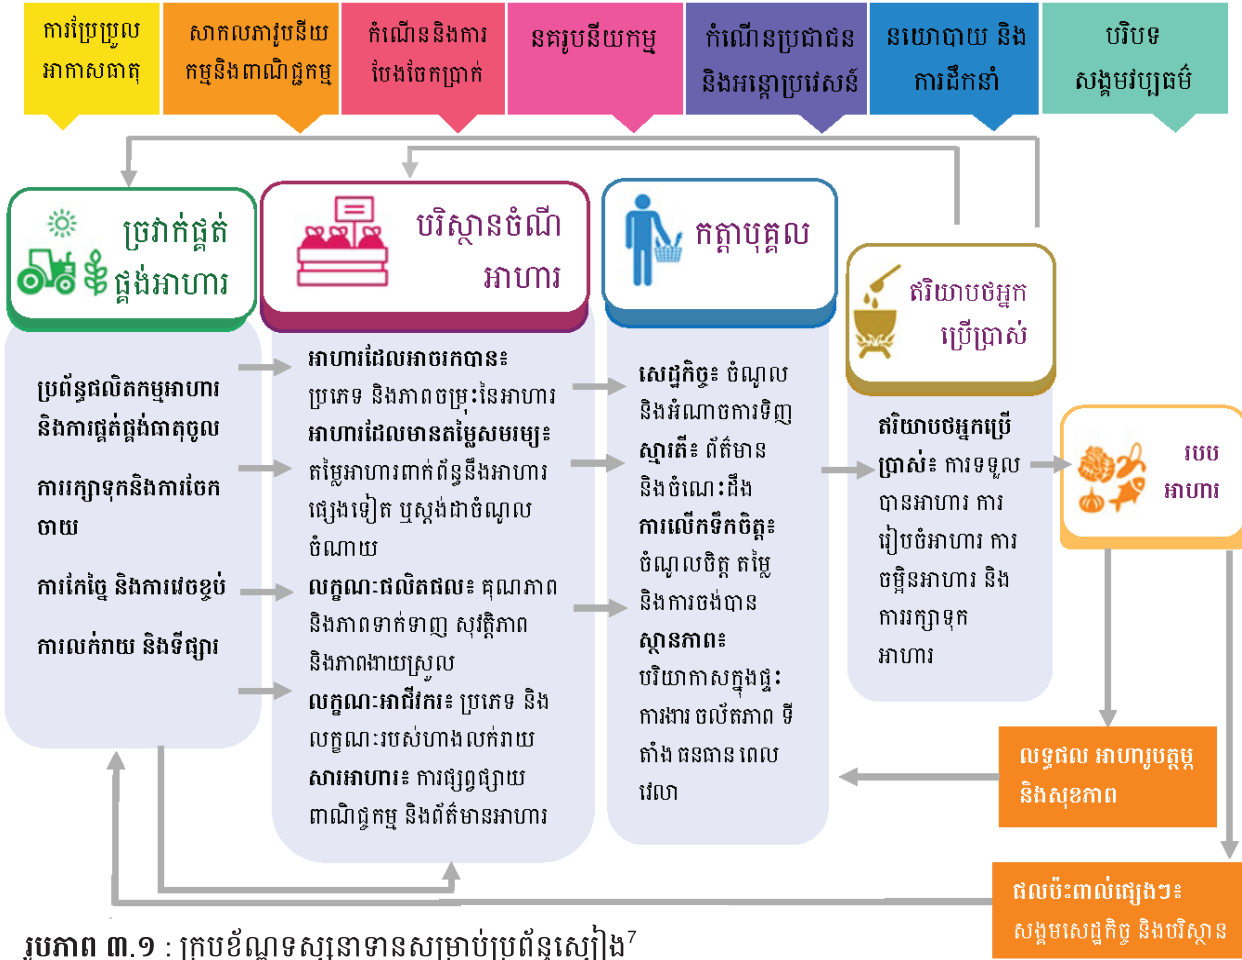 ការប្រែប្រួល
អាកាសធាតុ
សាកលភាវូបនីយ
កម្មនិងពាណិជ្ជកម្ម
កំណើននិងការ
បែងចែកប្រាក់
នគរូបនីយកម្ម
កំណើនប្រជាជន
និងអន្តោប្រវេសន៍
នយោបាយ និង
ការដឹកនាំ
បរិបទ
សង្គមវប្បធម៌
ច្រវាក់ផ្គត់
ផ្គង់អាហារ
បរិស្ថានចំណី
អាហារ
កត្តាបុគ្គល
ឥរិយាបថអ្នក
ប្រើប្រាស់
របប
អាហារ
ប្រព័ន្ធផលិតកម្មអាហារ
និងការផ្គត់ផ្គង់ធាតុចូល
ការរក្សាទុកនិងការចែក
ចាយ
ការកែច្នៃ និងការវេចខ្ចប់
ការលក់រាយ និងទីផ្សារ
អាហារដែលអាចរកបាន៖
ប្រភេទ និងភាពចម្រុះនៃអាហារ
អាហារដែលមានតម្លៃសមរម្យ៖
តម្លៃអាហារពាក់ព័ន្ធនឹងអាហារ
ផ្សេងទៀត ឬស្តង់ដាចំណូល
ចំណាយ
លក្ខណៈផលិតផល៖ គុណភាព
និងភាពទាក់ទាញ សុវត្ថិភាព
និងភាពងាយស្រួល
លក្ខណៈអាជីវករ៖ ប្រភេទ និង
លក្ខណៈរបស់ហាងលក់រាយ
សារអាហារ៖ ការផ្សព្វផ្សាយ
ពាណិជ្ជកម្ម និងព័ត៌មានអាហារ
សេដ្ឋកិច្ច៖ ចំណូល
និងអំណាចការទិញ
ស្មារតី៖ ព័ត៌មាន
និងចំណេះដឹង
ការលើកទឹកចិត្ត៖
ចំណូលចិត្ត តម្លៃ
និងការចង់បាន
ស្ថានភាព៖
បរិយាកាសក្នុងផ្ទះ
ការងារ ចល័តភាព ទី
តាំង ធនធាន ពេល
វេលា
ឥរិយាបថអ្នកប្រើ
ប្រាស់៖ ការទទួល
បានអាហារ ការ
រៀបចំអាហារ ការ
ចម្អិនអាហារ និង
ការរក្សាទុក
អាហារ
លទ្ធផល អាហារូបត្ថម្ភ
និងសុខភាព
ផលប៉ះពាល់ផ្សេងៗ៖
សង្គមសេដ្ឋកិច្ច និងបរិស្ថាន
រូបភាព ៣.១ : ក្របខ័ណ្ឌទស្សនាទានសម្រាប់ប្រព័ន្ធស្បៀង7